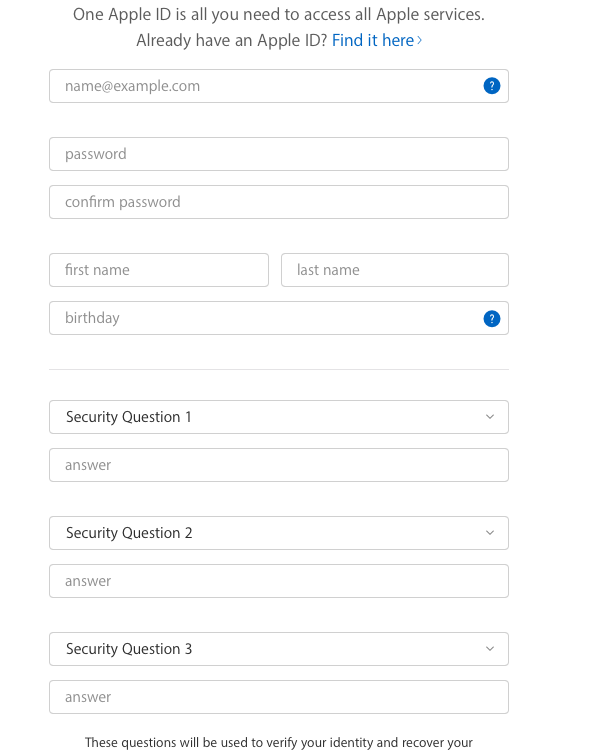 One Apple ID is all you need to access all Apple services.
Already have an Apple ID? Find it here ›
name@example.com ?
password
confirm password
first name last name
birthday ?
Security Question 1
answer
Security Question 2
answer
Security Question 3
answer
These questions will be used to verify your identity and recover your